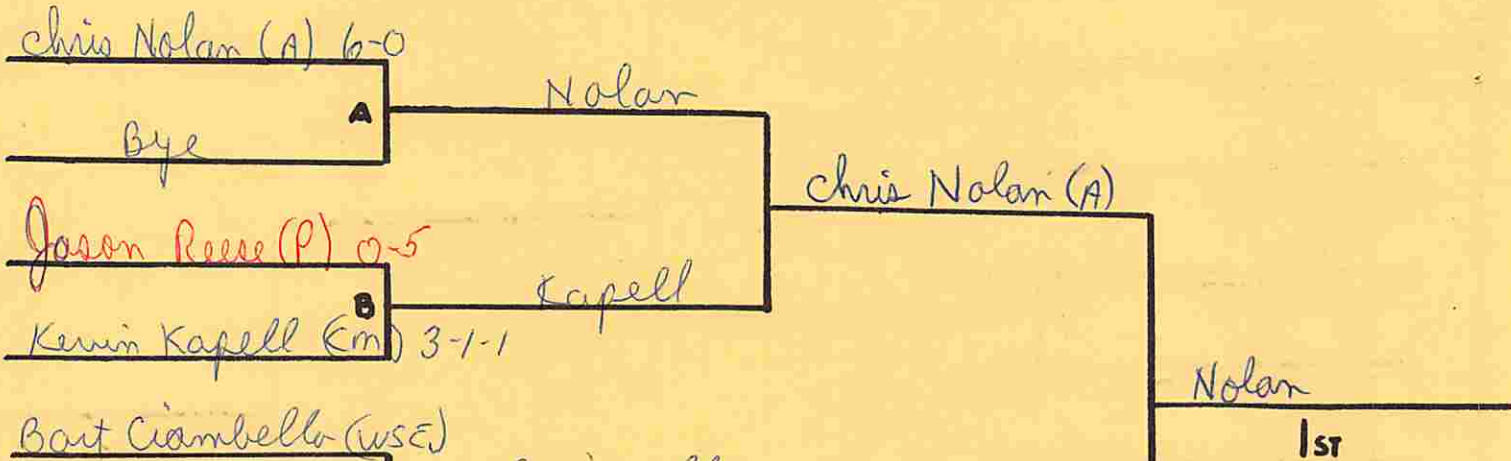 Chris Nolan (A) 6-0
Nolan
A
Bye
Chris Nolan (A)
Jason Reese (P) 0-5
Kapell
B
Kevin Kapell (Em) 3-1-1
Nolan
Bart Ciambella (WSE)
1ST